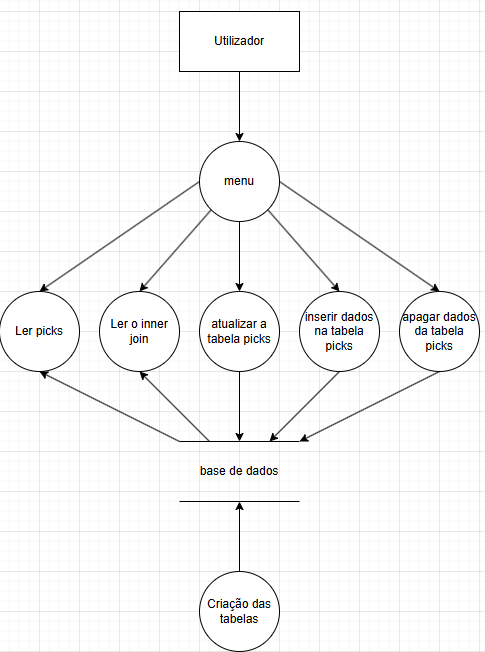 Utilizador
menu
Ler picks
Ler o inner
join
atualizar a
tabela picks
inserir dados
na tabela
picks
apagar dados
da tabela
picks
base de dados
Criação das
tabelas